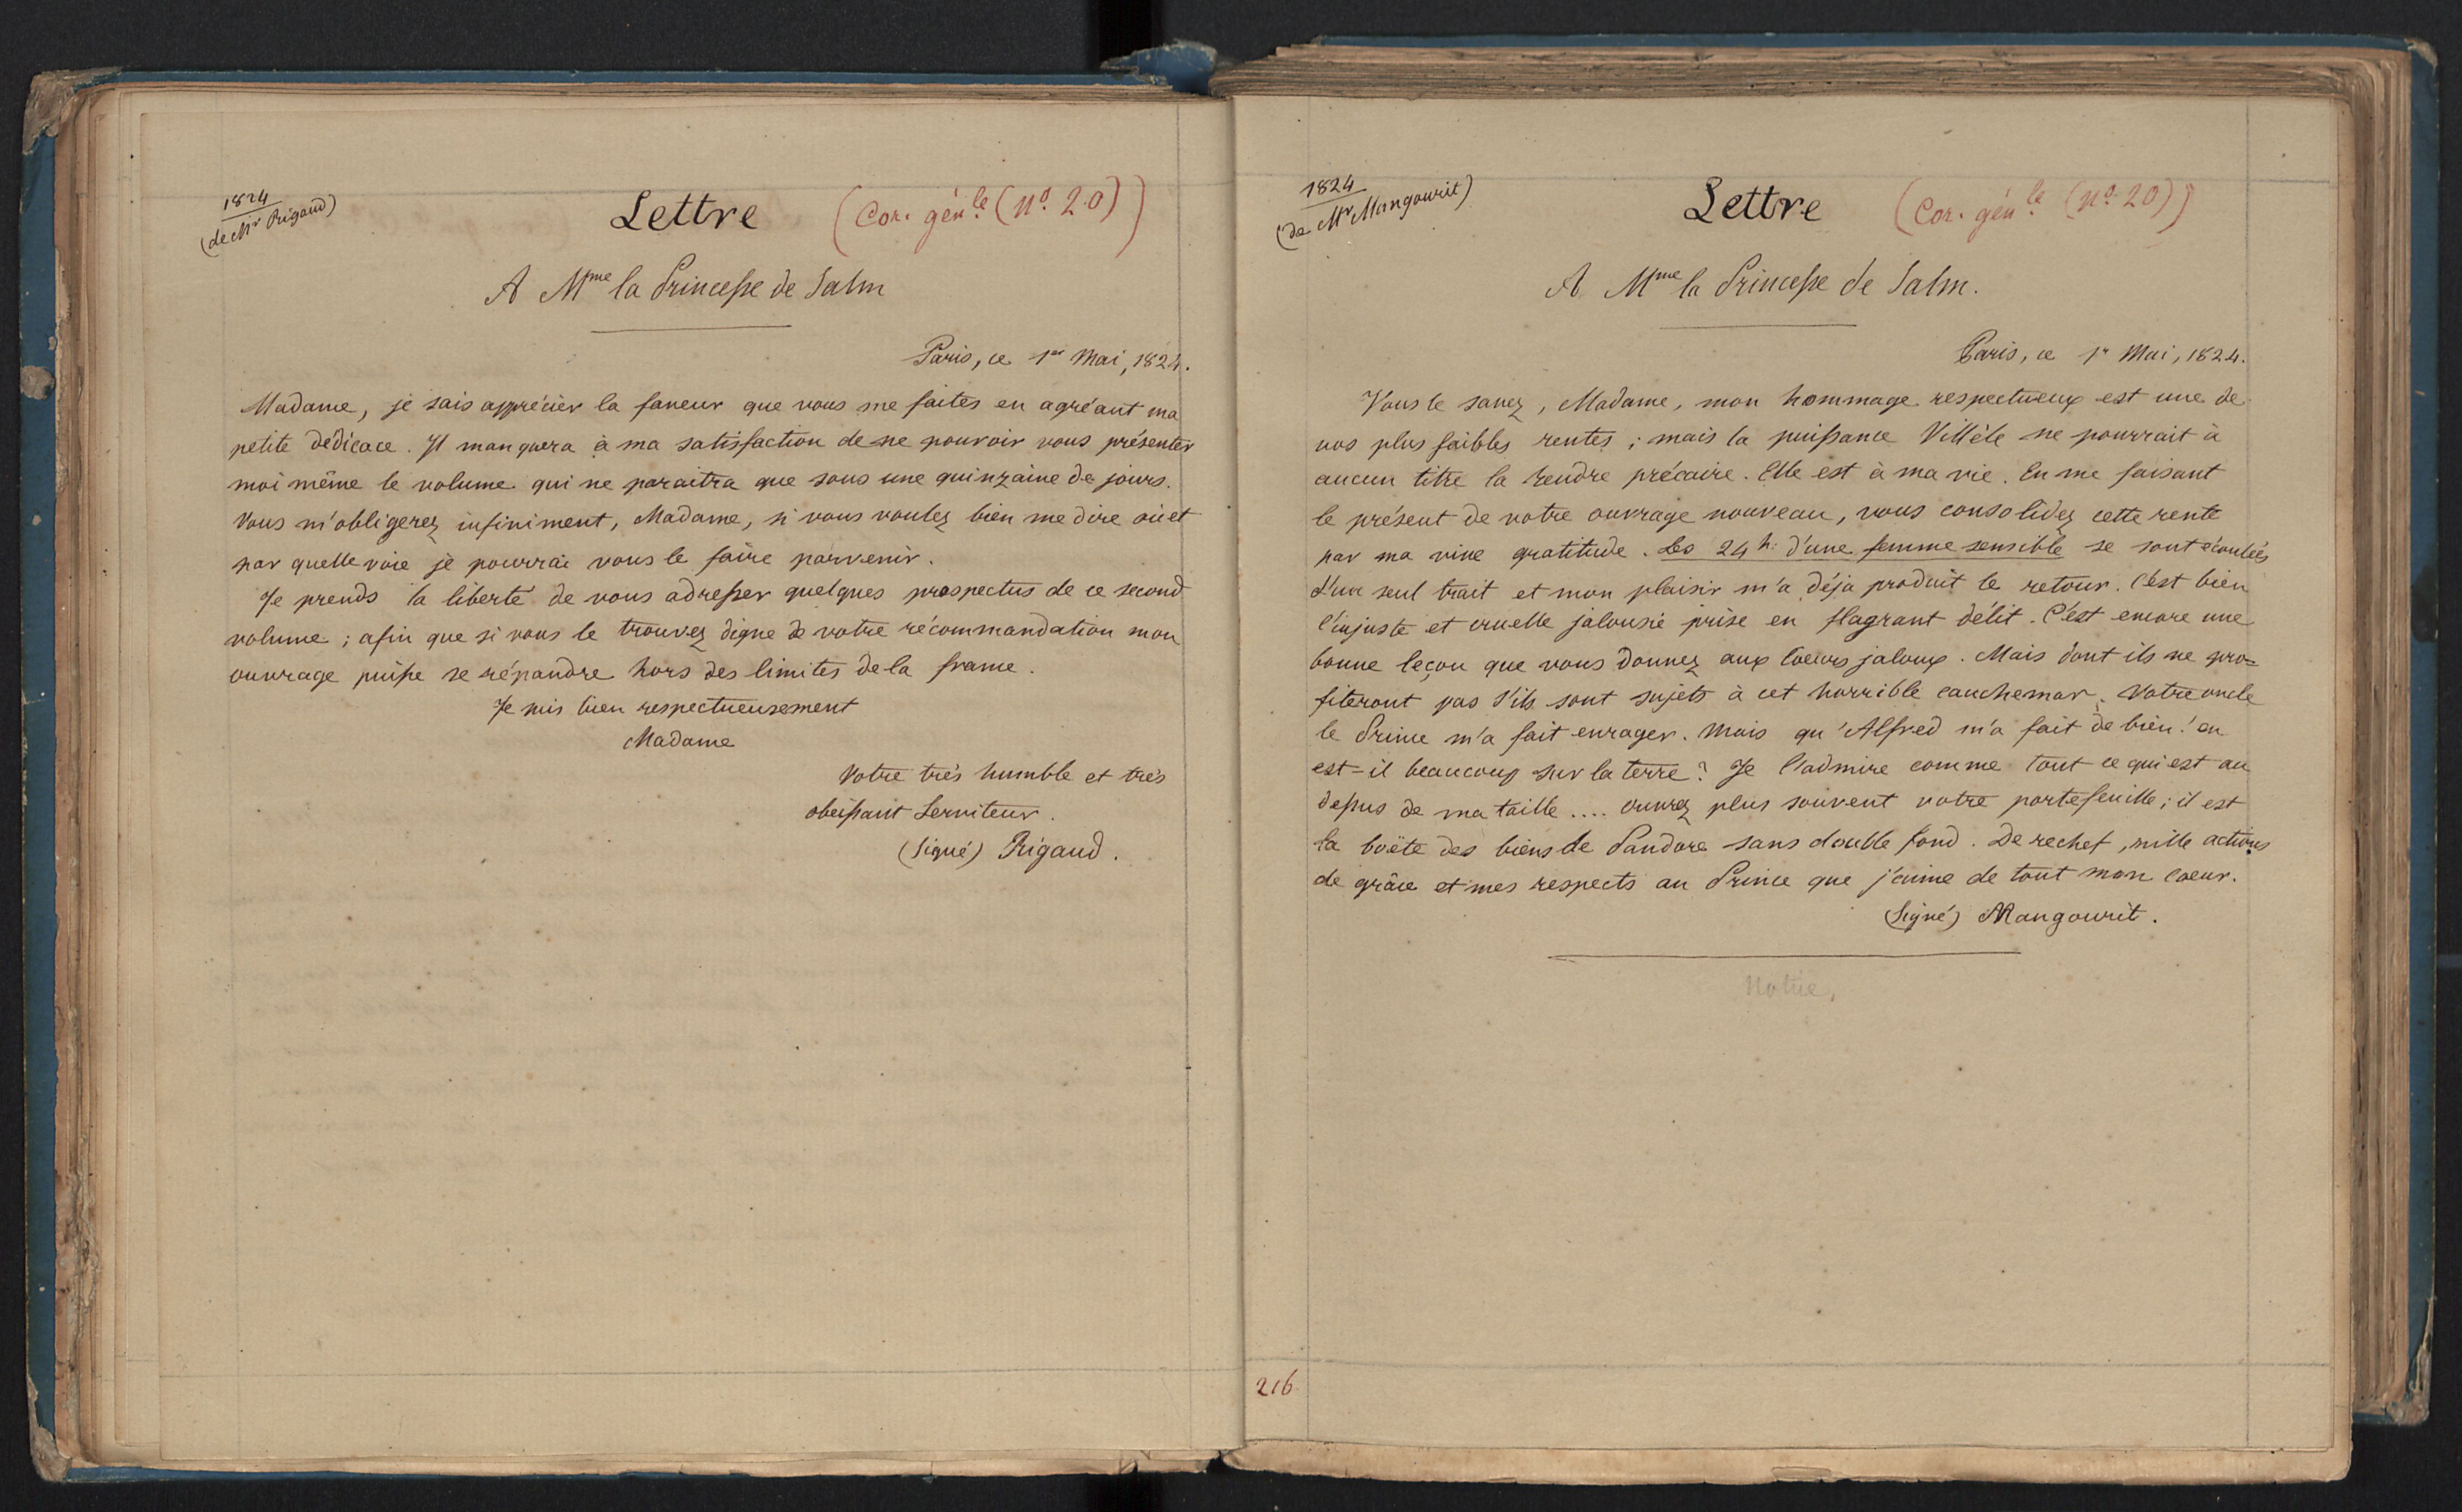 1824
(de Mr Rigaud)
Lettre (Cor. génle (No. 20))
A Mme la Princesse de Salm
Paris, ce 1er Mai, 1824.
Madame, je sais apprécier la faveur que vous me faites en agréant ma
petite dédicace. Il manquera à ma satisfaction de ne pouvoir vous présenter
moi même le volume qui ne paraitra que sous une quinzaine de jours.
Vous m'obligerez infiniment, Madame, si vous voulez bien me dire où et
par quelle voie je pourrai vous le faire parvenir.
Je prends la liberté de vous adresser quelques prospectus de ce second
volume ; afin que si vous le trouvez digne de votre récommandation mon
ouvrage puisse se répandre hors des limites de la france.
Je suis bien respectueusement
Madame
Votre très humble et très
obeissant Serviteur.
(Signé) Rigaud.
1824
(de Mr Mangourit)
Lettre (Cor. génle (No. 20))
A Mme la Princesse de Salm.
Paris, ce 1r Mai, 1824.
Vous le savez, Madame, mon hommage respectueux est une de
vos plus faibles rentes ; mais la puissance Villèle ne pourrait à
aucun titre la rendre précaire. Elle est à ma vie. En me faisant
le présent de votre ouvrage nouveau, vous consolidez cette rente
par ma vive gratitude. Les 24 h. d'une femme sensible se sont écoulées
d'un seul trait et mon plaisir m'a déja produit le retour. C'est bien
l'injuste et cruelle jalousie prise en flagrant délit. C'est encore une
bonne leçon que vous donnez aux Coeurs jaloux. Mais dont ils ne pro=
fiteront pas s'ils sont sujets à cet horrible cauchemar. Votre oncle
le Prince m'a fait enrager. Mais qu'Alfred m'a fait de bien ! en
est-il beaucoup sur la terre ? Je l'admire comme tout ce qui est au
dessus de ma taille .... ouvrez plus souvent votre portefeuille ; il est
la boëte des biens de Pandore sans double fond. De rechef, mille actions
de grâce et mes respects au Prince que j'aime de tout mon Coeur.
(Signé) Mangourit.
216